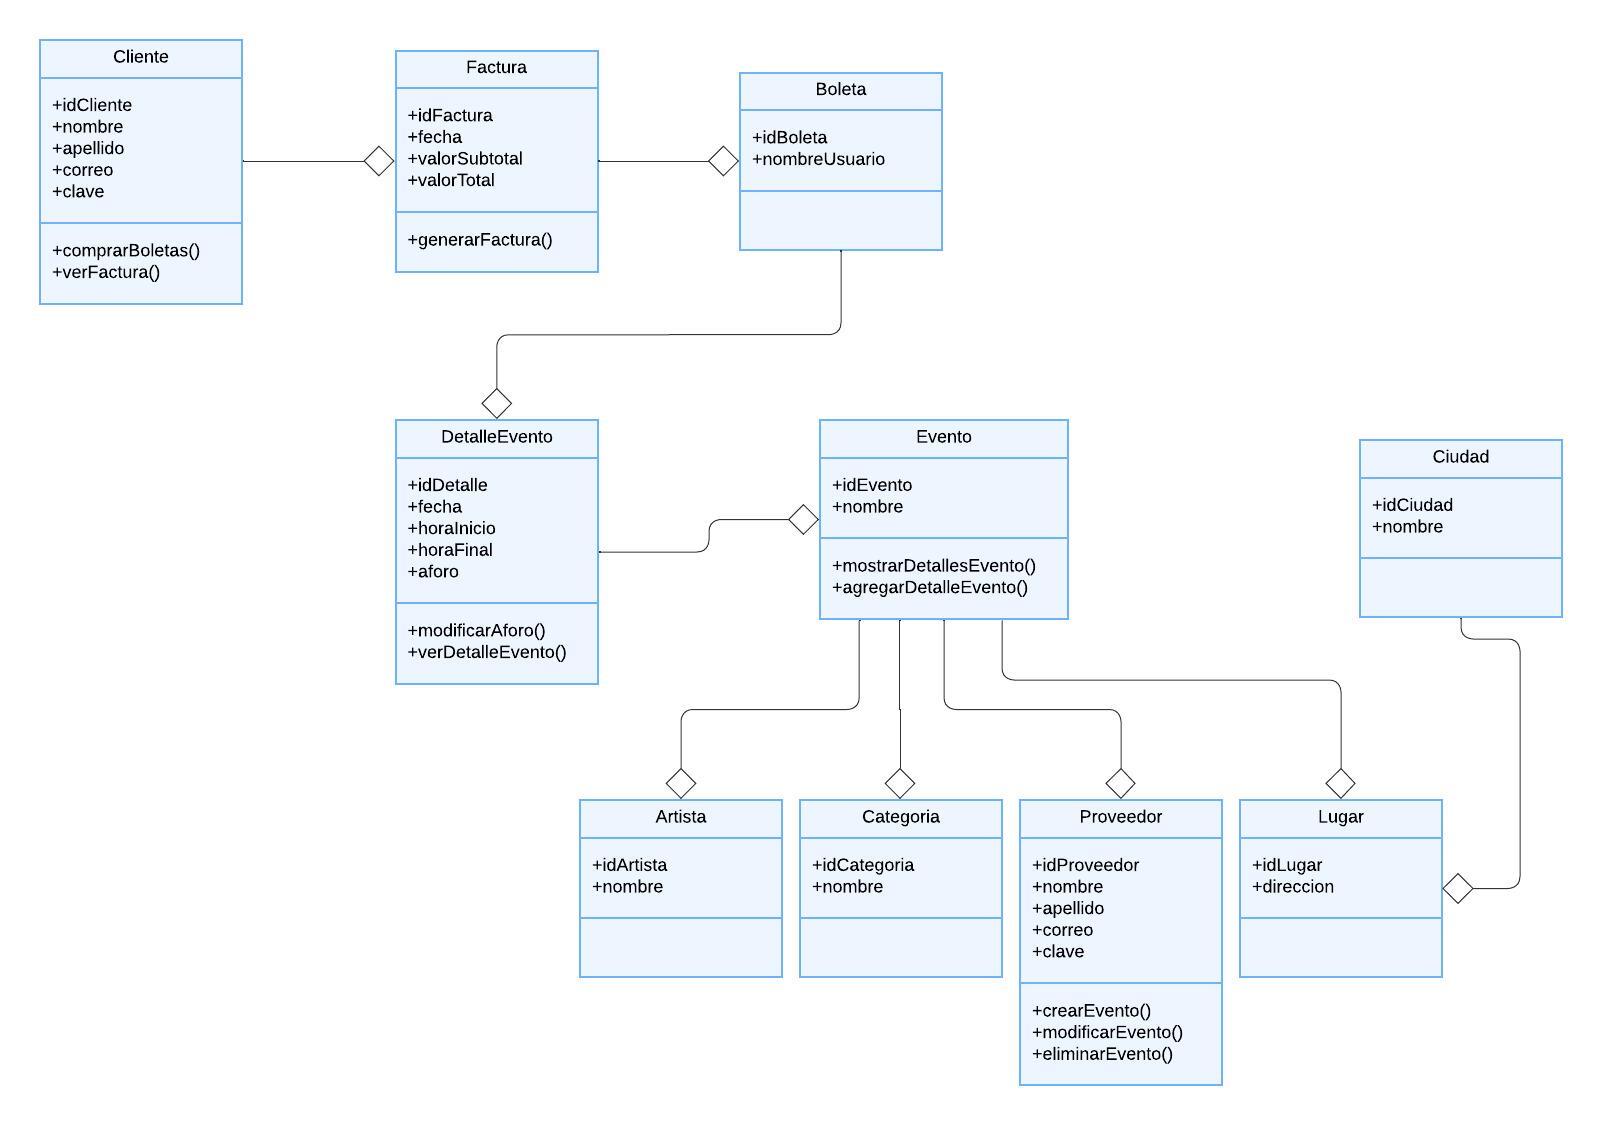 Cliente
+idCliente
+nombre
+apellido
+correo
+clave
+comprarBoletas()
+verFactura()
Factura
+idFactura
+fecha
+valorSubtotal
+valorTotal
+generarFactura()
Boleta
+idBoleta
+nombreUsuario
DetalleEvento
+idDetalle
+fecha
+horaInicio
+horaFinal
+aforo
+modificarAforo()
+verDetalleEvento()
Evento
+idEvento
+nombre
+mostrarDetallesEvento()
+agregarDetalleEvento()
Ciudad
+idCiudad
+nombre
Artista
+idArtista
+nombre
Categoria
+idCategoria
+nombre
Proveedor
+idProveedor
+nombre
+apellido
+correo
+clave
+crearEvento()
+modificarEvento()
+eliminarEvento()
Lugar
+idLugar
+direccion